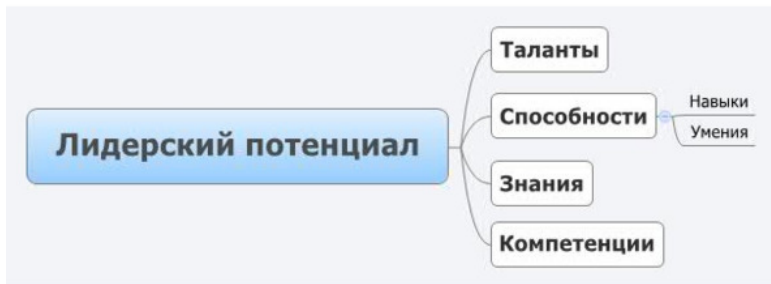 Лидерский потенциал
Таланты
Способности
Навыки
Умения
Знания
Компетенции